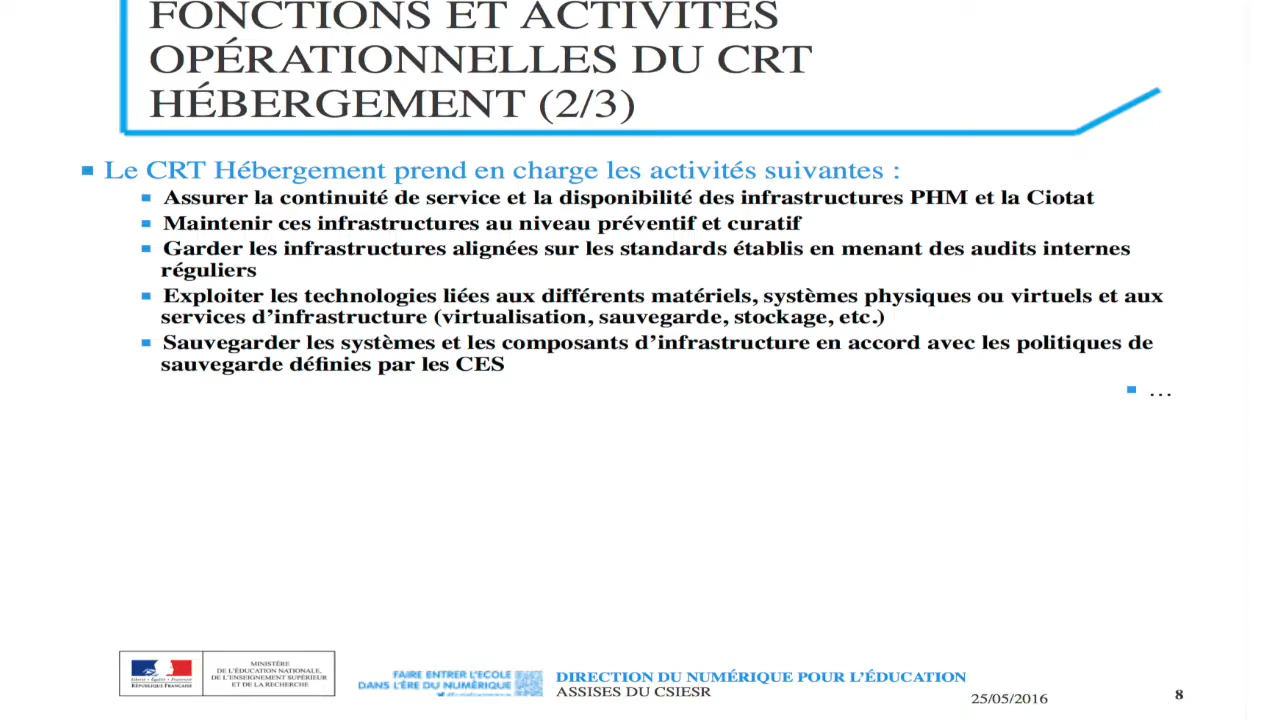 FONCTIONS ET ACTIVITÉS
OPÉRATIONNELLES DU CRT
HÉBERGEMENT (2/3)
Le CRT Hébergement prend en charge les activités suivantes :
Assurer la continuité de service et la disponibilité des infrastructures PHM et la Ciotat
Maintenir ces infrastructures au niveau préventif et curatif
Garder les infrastructures alignées sur les standards établis en menant des audits internes
réguliers
Exploiter les technologies liées aux différents matériels, systèmes physiques ou virtuels et aux
services d’infrastructure (virtualisation, sauvegarde, stockage, etc.)
Sauvegarder les systèmes et les composants d’infrastructure en accord avec les politiques de
sauvegarde définies par les CES
…
Liberté • Égalité • Fraternité
RÉPUBLIQUE FRANÇAISE
MINISTÈRE
DE L’ÉDUCATION NATIONALE,
DE L’ENSEIGNEMENT SUPÉRIEUR
ET DE LA RECHERCHE
FAIRE ENTRER L’ECOLE
DANS L’ÈRE DU NUMÉRIQUE
DIRECTION DU NUMÉRIQUE POUR L’ÉDUCATION
ASSISES DU CSIESR
25/05/2016
8